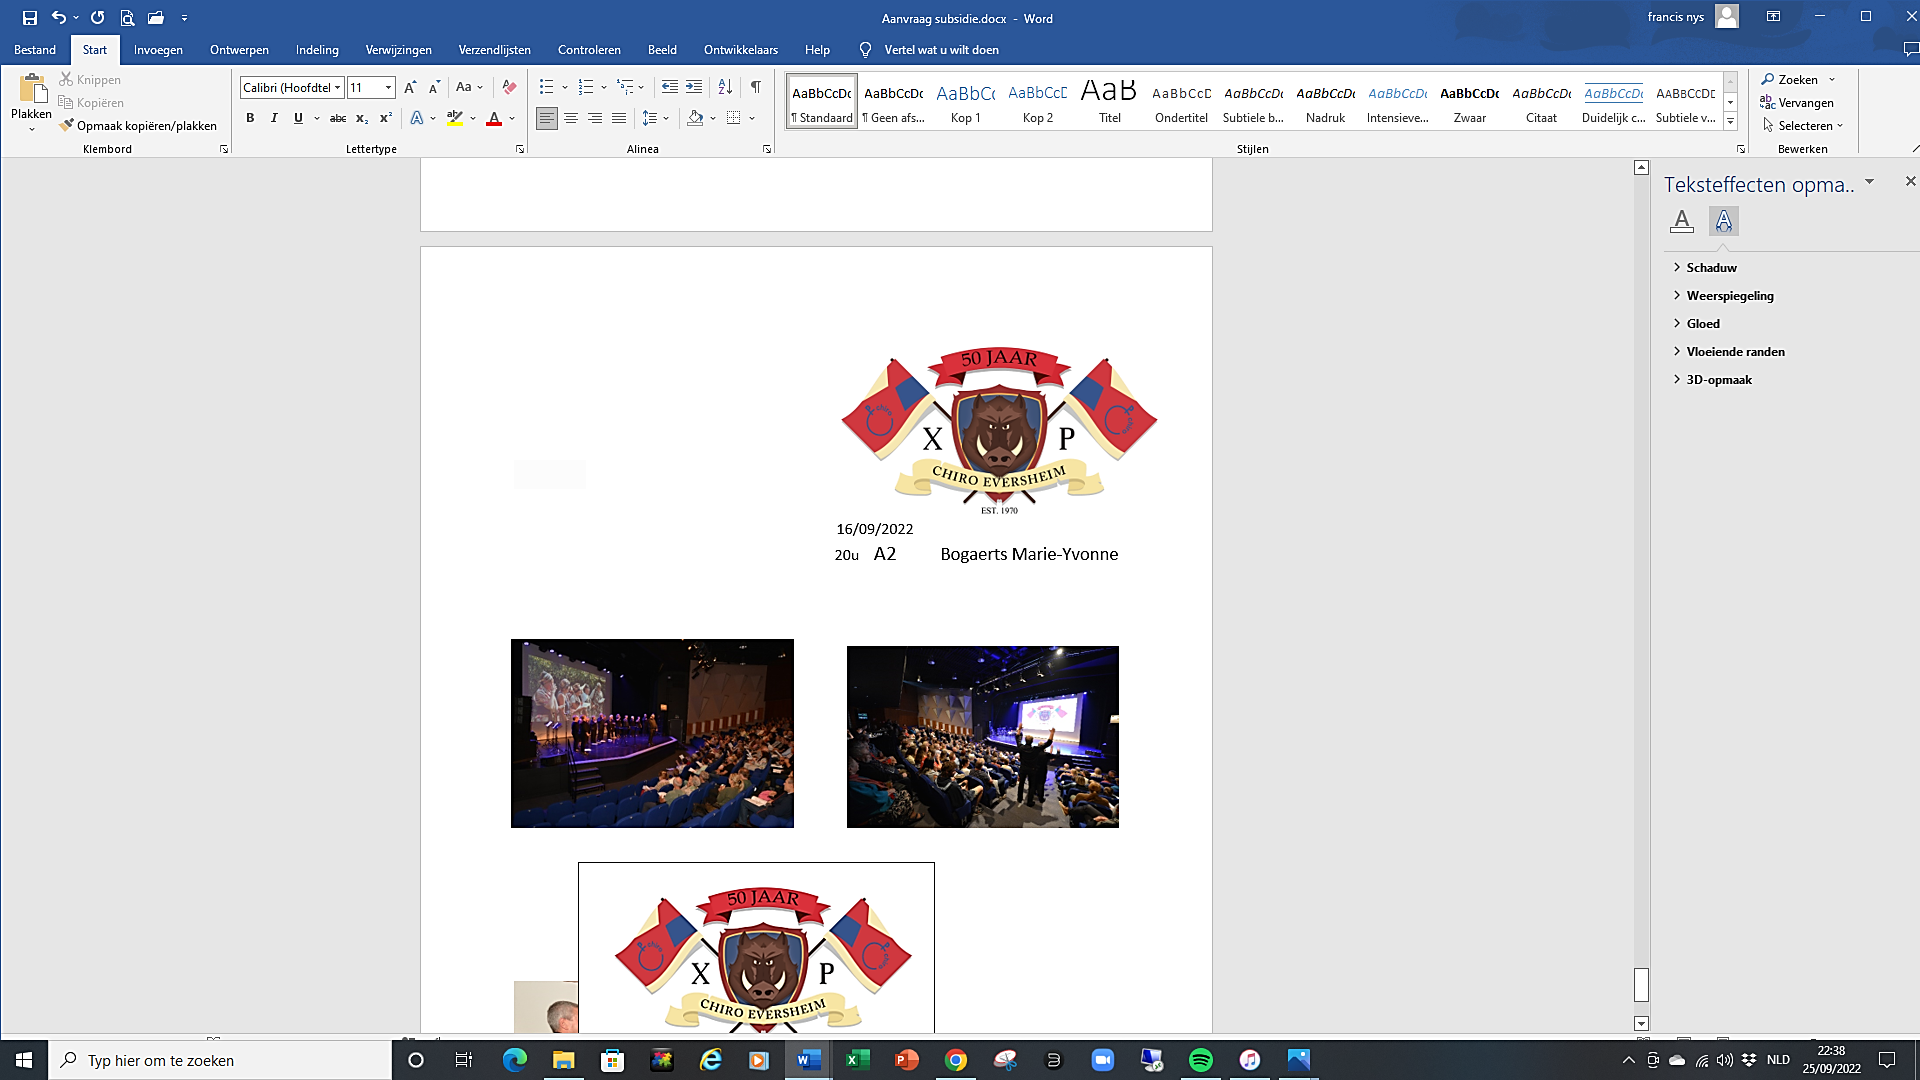 Aanvraag subsidie.docx - Word
francis nys
Bestand Start Invoegen Ontwerpen Indeling Verwijzingen Verzendlijsten Controleren Beeld Ontwikkelaars Help Vertel wat u wilt doen
Plakken
Knippen
Kopiëren
Opmaak kopiëren/plakken
Klembord
Calibri (Hoofdtel 11
Lettertype
Alinea
AaBbCcDc AaBbCcDc AaBbCc AaBbCcD AaB AaBbCcD AaBbCcDc AaBbCcDc AaBbCcDc AaBbCcDc AaBbCcDc AaBbCcDc AaBbCcDc
¶ Standaard ¶ Geen afs... Kop 1 Kop 2 Titel Ondertitel Subtiele b... Nadruk Intensieve... Zwaar Citaat Duidelijk c... Subtiele v...
Stijlen
Zoeken
Vervangen
Selecteren
Bewerken
Teksteffecten opma..
Schaduw
Weerspiegeling
Gloed
Vloeiende randen
3D-opmaak
50 JAAR
chiro chiro
X P
CHIRO EVERSHEIM
EST. 1970
16/09/2022
20u A2 Bogaerts Marie-Yvonne
50 JAAR
chiro chiro
X P
CHIRO EVERSHEIM
Typ hier om te zoeken
NLD
22:38
25/09/2022